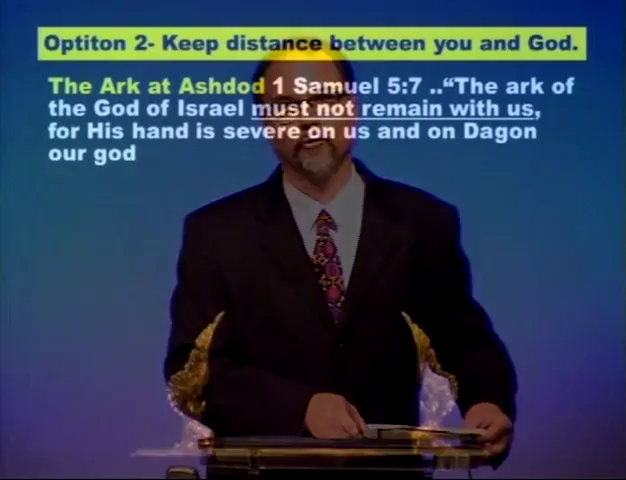 Optiton 2- Keep distance between you and God.
The Ark at Ashdod 1 Samuel 5:7 ..“The ark of
the God of Israel must not remain with us,
for His hand is severe on us and on Dagon
our god